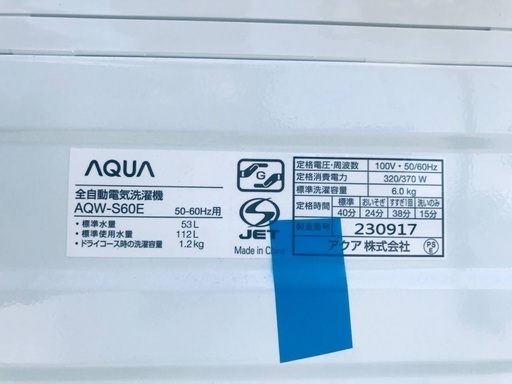 AQUA
全自動電気洗濯機
AQW-S60E 50-60Hz用
・標準水量 53L
・標準使用水量 112L
・ドライコース時の洗濯容量 1.2kg
G
JET
Made in China
定格電圧・周波数 100V・50/60Hz
定格消費電力 320/370 W
標準洗濯容量 6.0kg
定格時間 標準 おいそぎ すすぎ1回 洗いのみ
40分 24分 38分 15分
製造番号 230917
アクア 株式会社 PSE